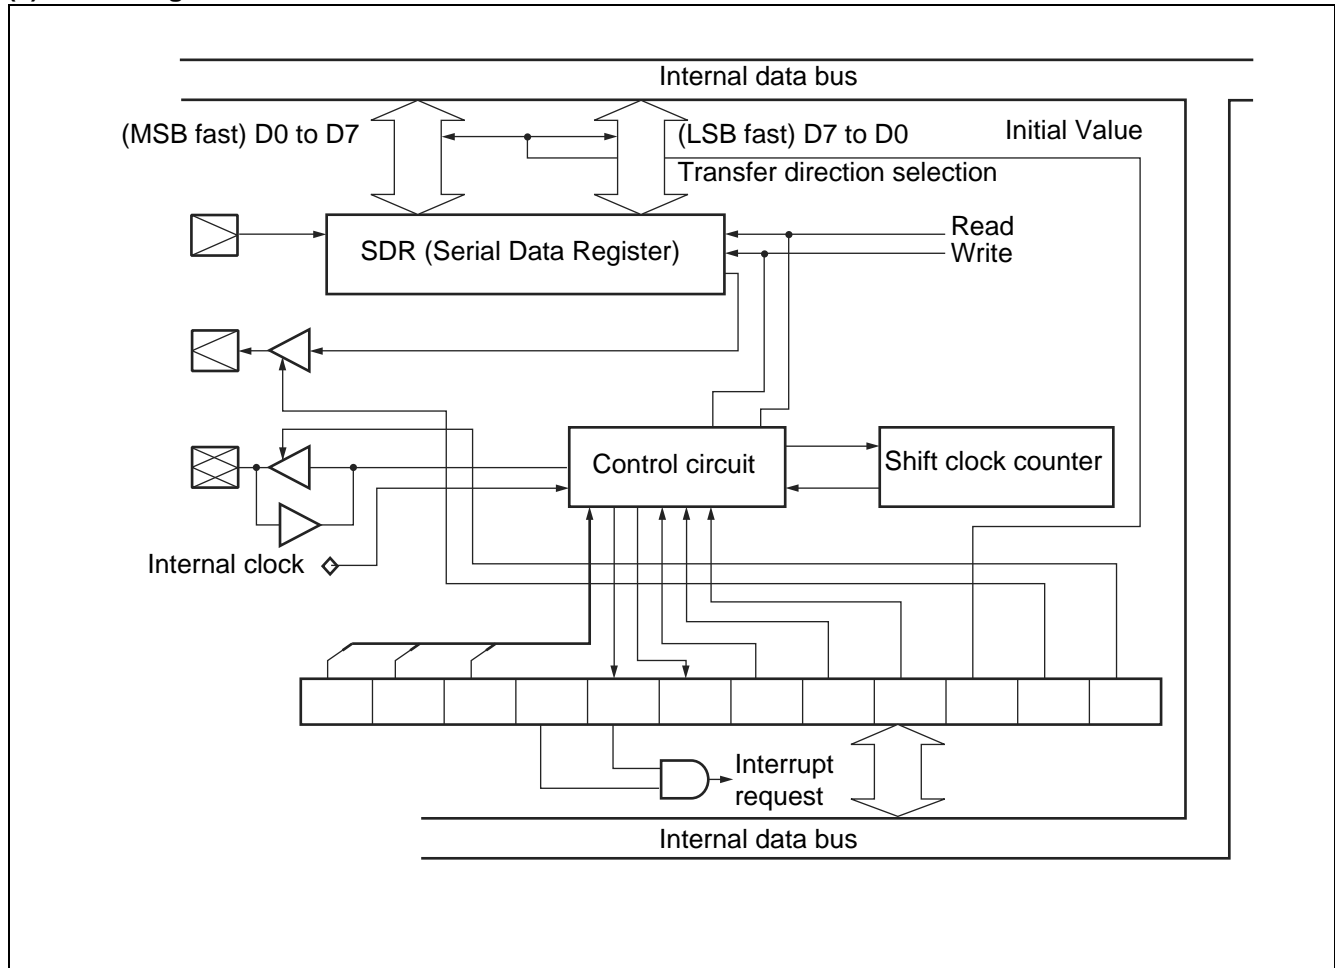 Internal data bus
(MSB fast) D0 to D7
(LSB fast) D7 to D0
Initial Value
Transfer direction selection
SDR (Serial Data Register)
Read
Write
Control circuit
Shift clock counter
Internal clock
Interrupt
request
Internal data bus